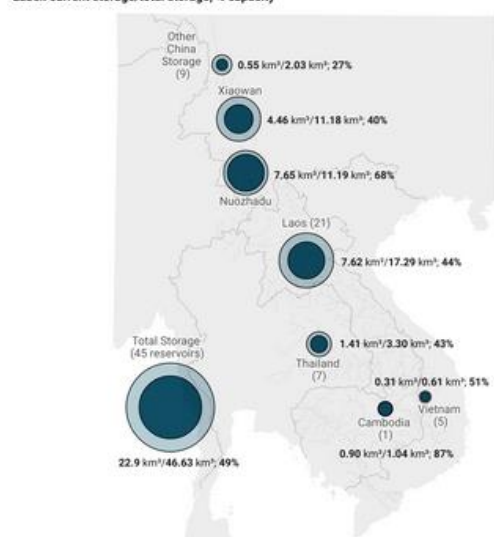 Other
China
Storage
(9)
0.55 km³/2.03 km³; 27%
Xiaowan
4.46 km³/11.18 km³; 40%
7.65 km³/11.19 km³; 68%
Nuozhadu
Laos (21)
7.62 km³/17.29 km³; 44%
Total Storage
(45 reservoirs)
1.41 km³/3.30 km³; 43%
Thailand
(7)
0.31 km³/0.61 km³; 51%
Vietnam
(5)
Cambodia
(1)
0.90 km³/1.04 km³; 87%
22.9 km³/46.63 km³; 49%